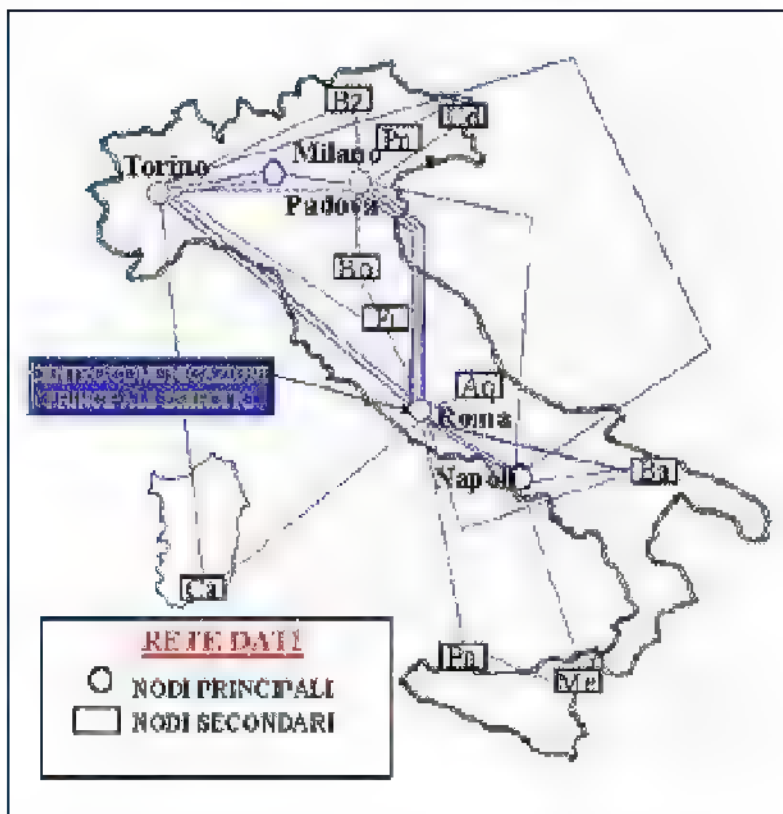 Bz
Pn
Milano
Torino
Padova
Bo
Fi
Aq
Roma
Napoli
Ba
Ca
RETE DATI
Me
NODI PRINCIPALI
NODI SECONDARI